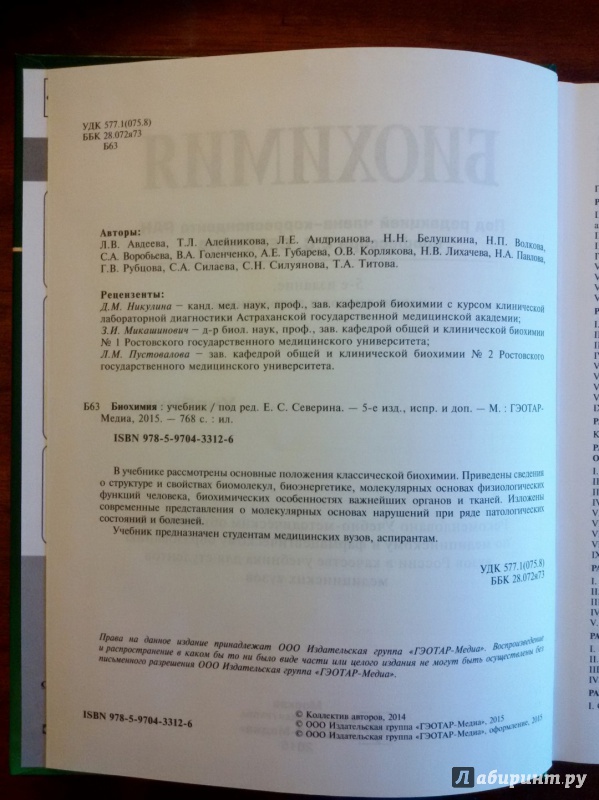 УДК 577.1(075.8)
ББК 28.072я73
Б63
БИОХИМИЯ
Авторы:
Л.В. Авдеева, Т.Л. Алейникова, Л.Е. Андрианова, Н.Н. Белушкина, Н.П. Волкова,
С.А. Воробьева, В.А. Голенченко, А.Е. Губарева, О.В. Корлякова, Н.В. Лихачева, Н.А. Павлова,
Г.В. Рубцова, С.А. Силаева, С.Н. Силуянова, Т.А. Титова.
Рецензенты:
Д.М. Никулина – канд. мед. наук, проф., зав. кафедрой биохимии с курсом клинической
лабораторной диагностики Астраханской государственной медицинской академии;
З.И. Микашинович – д-р биол. наук, проф., зав. кафедрой общей и клинической биохимии
№ 1 Ростовского государственного медицинского университета;
Л.М. Пустовалова – зав. кафедрой общей и клинической биохимии № 2 Ростовского
государственного медицинского университета.
Б63 Биохимия : учебник / под ред. Е. С. Северина. — 5-е изд., испр. и доп. — М. : ГЭОТАР-
Медиа, 2015. — 768 с. : ил.
ISBN 978-5-9704-3312-6
В учебнике рассмотрены основные положения классической биохимии. Приведены сведения
о структуре и свойствах биомолекул, биоэнергетике, молекулярных основах физиологических
функций человека, биохимических особенностях важнейших органов и тканей. Изложены
современные представления о молекулярных основах нарушений при ряде патологических
состояний и болезней.
Учебник предназначен студентам медицинских вузов, аспирантам.
УДК 577.1(075.8)
ББК 28.072я73
Права на данное издание принадлежат ООО Издательская группа «ГЭОТАР-Медиа». Воспроизведение
и распространение в каком бы то ни было виде части или целого издания не могут быть осуществлены без
письменного разрешения ООО Издательская группа «ГЭОТАР-Медиа».
© Коллектив авторов, 2014
© ООО Издательская группа «ГЭОТАР-Медиа», 2015
© ООО Издательская группа «ГЭОТАР-Медиа», оформление, 2015
ISBN 978-5-9704-3312-6
Лабиринт.ру